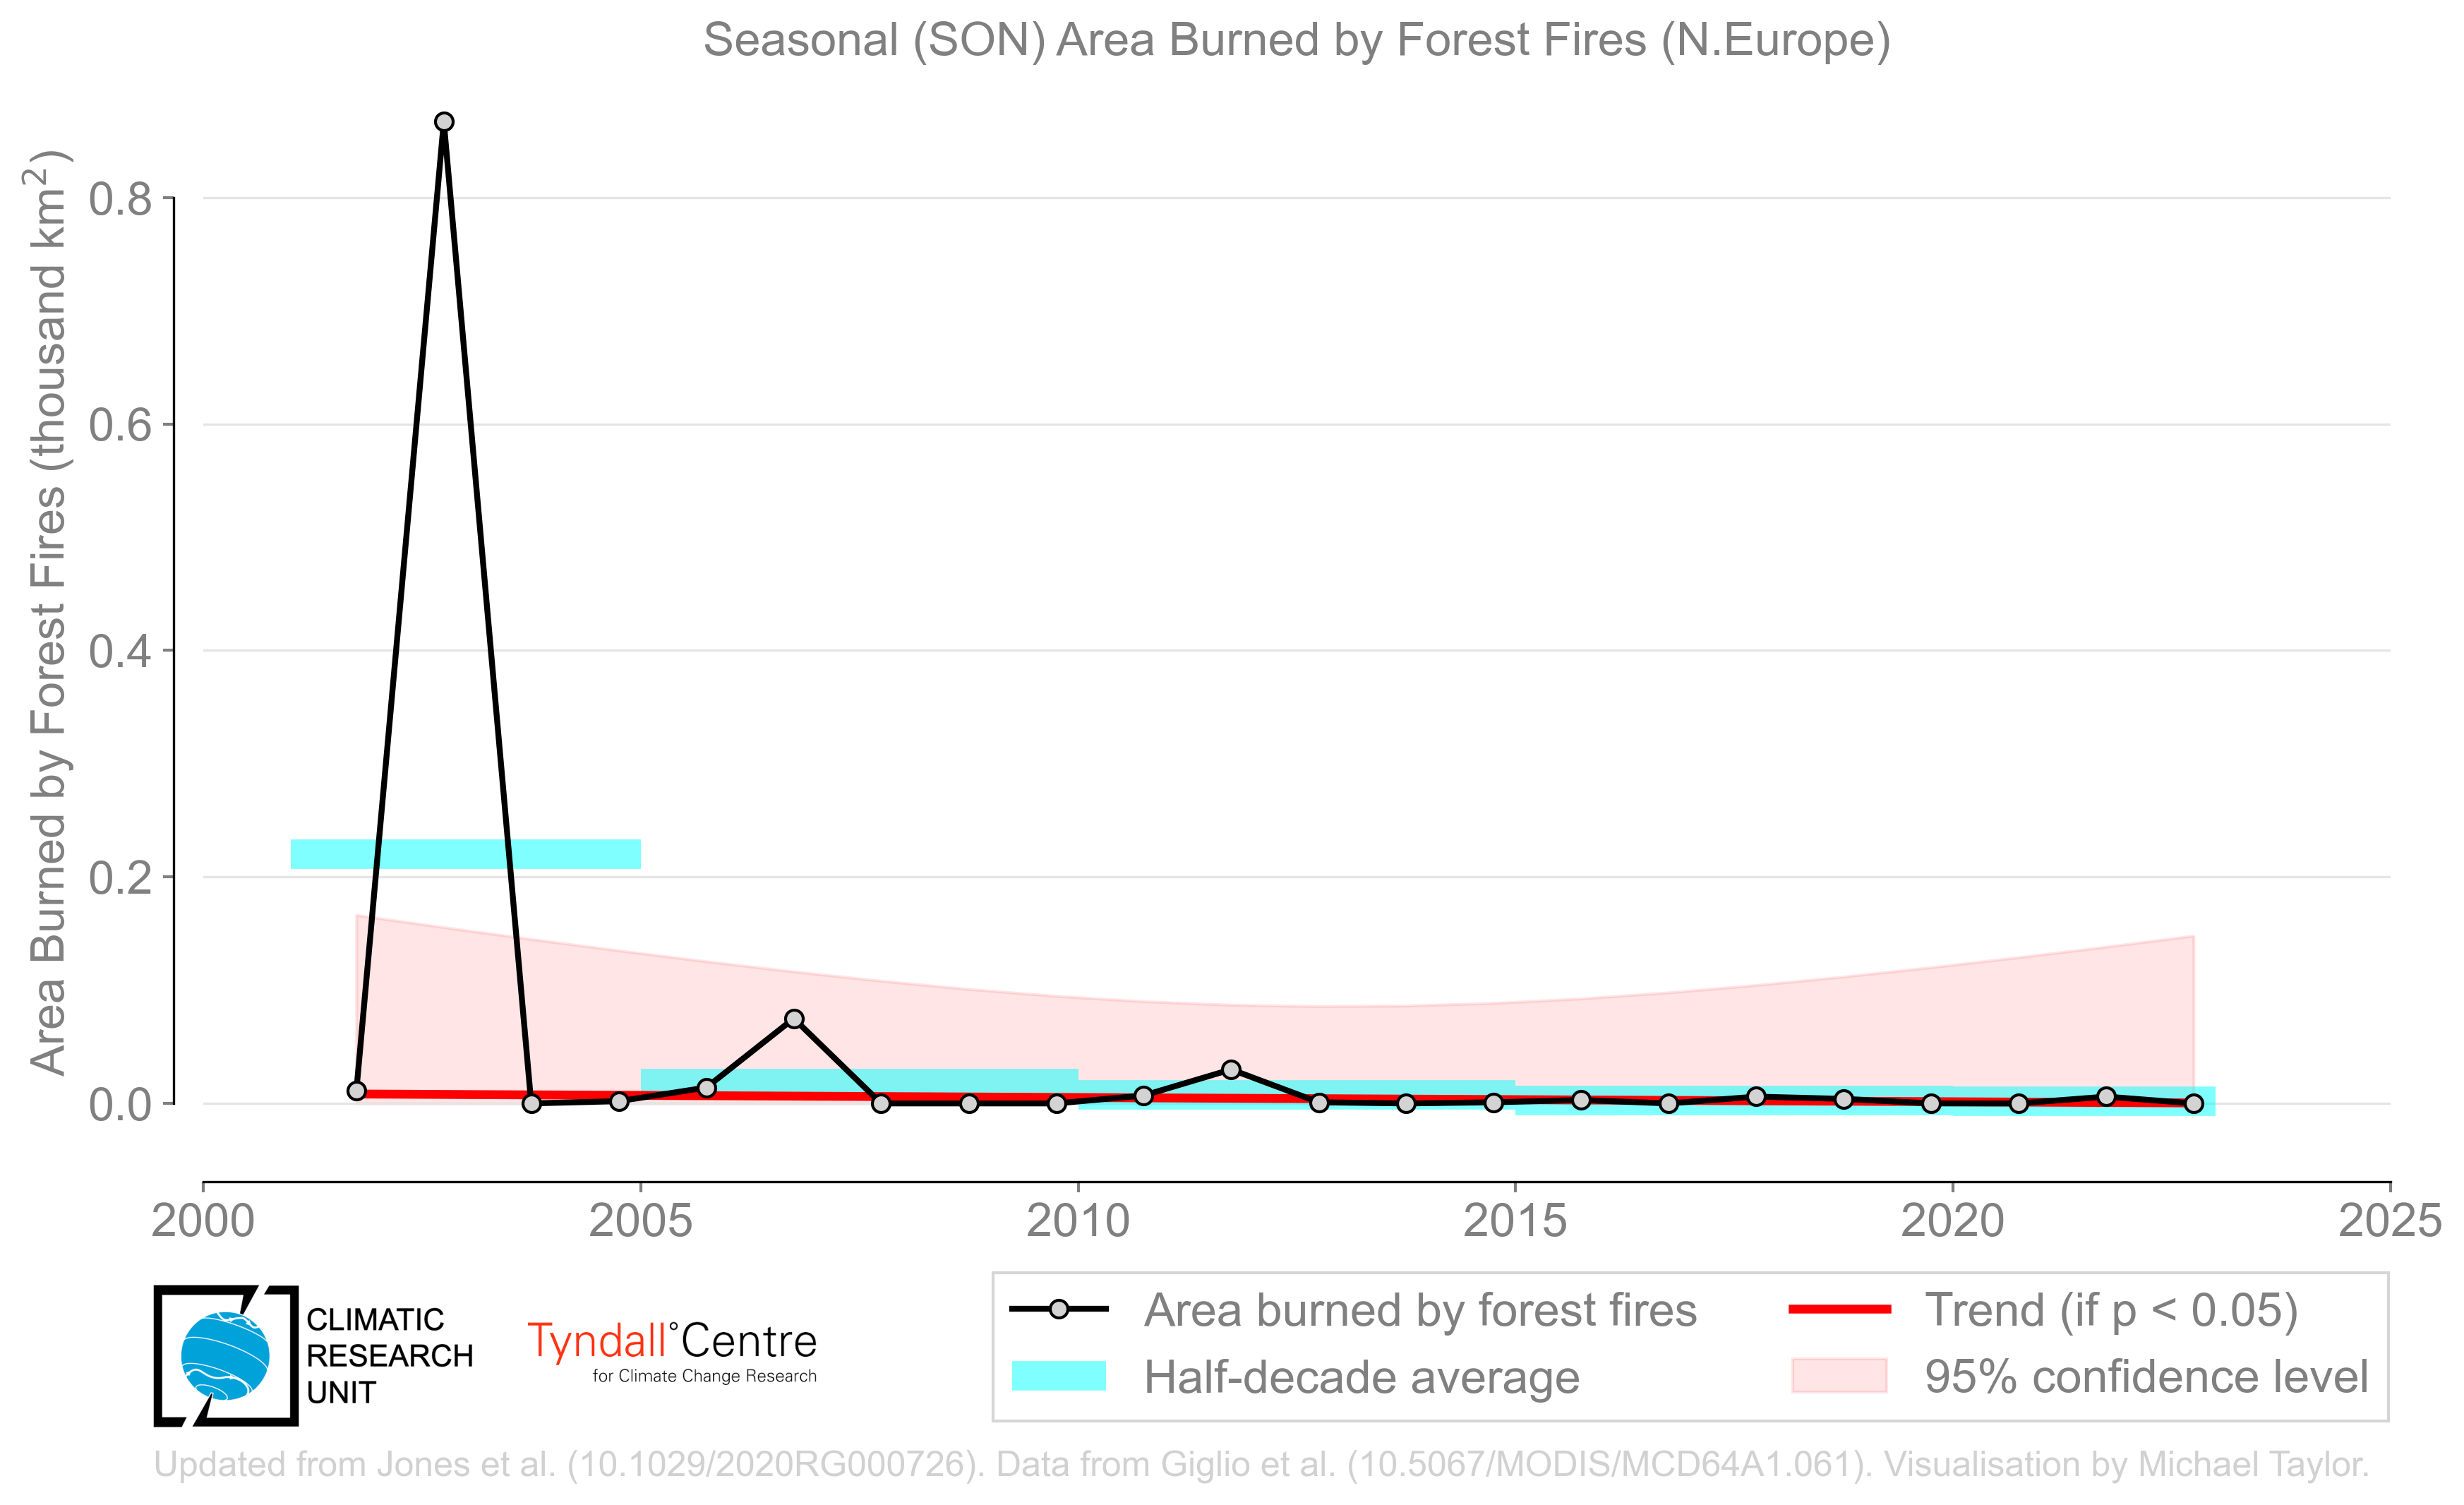 Seasonal (SON) Area Burned by Forest Fires (N.Europe)
Area Burned by Forest Fires (thousand km²)
0.8
0.6
0.4
0.2
0.0
2000 2005 2010 2015 2020 2025
CLIMATIC
RESEARCH
UNIT
Tyndall°Centre
for Climate Change Research
Area burned by forest fires
Half-decade average
Trend (if p < 0.05)
95% confidence level
Updated from Jones et al. (10.1029/2020RG000726). Data from Giglio et al. (10.5067/MODIS/MCD64A1.061). Visualisation by Michael Taylor.